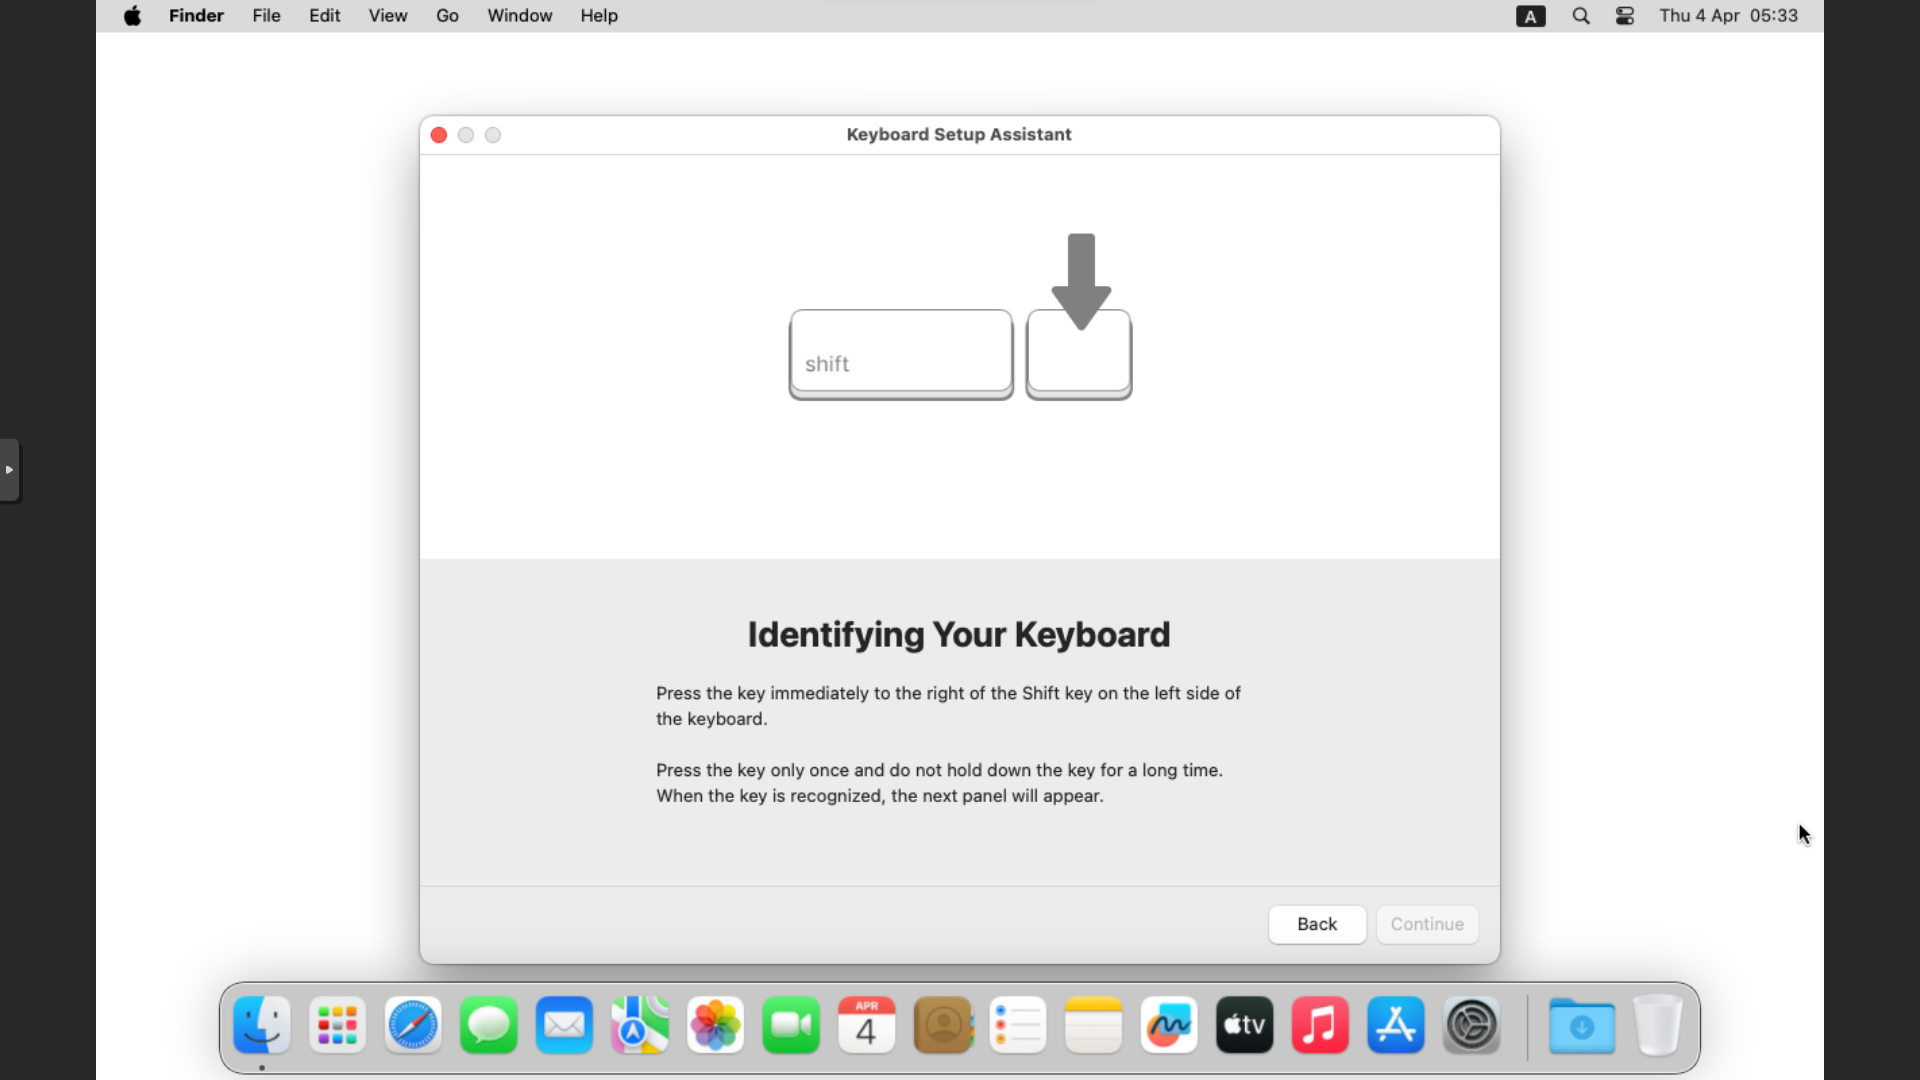 Finder File Edit View Go Window Help A Thu 4 Apr 05:33
Keyboard Setup Assistant
shift
Identifying Your Keyboard
Press the key immediately to the right of the Shift key on the left side of
the keyboard.
Press the key only once and do not hold down the key for a long time.
When the key is recognized, the next panel will appear.
Back Continue
APR
4
tv